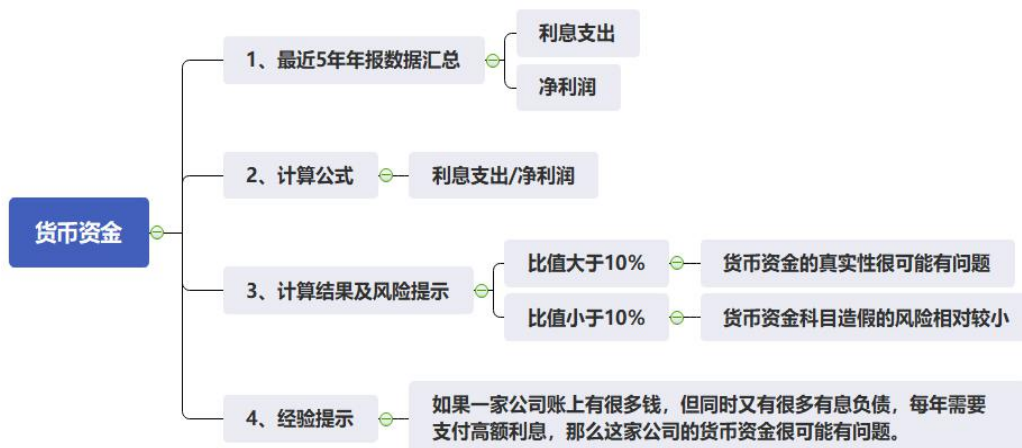 货币资金
1、最近5年年报数据汇总
利息支出
净利润
2、计算公式
利息支出/净利润
3、计算结果及风险提示
比值大于10%
货币资金的真实性很可能有问题
比值小于10%
货币资金科目造假的风险相对较小
4、经验提示
如果一家公司账上有很多钱，但同时又有很多有息负债，每年需要
支付高额利息，那么这家公司的货币资金很可能有问题。